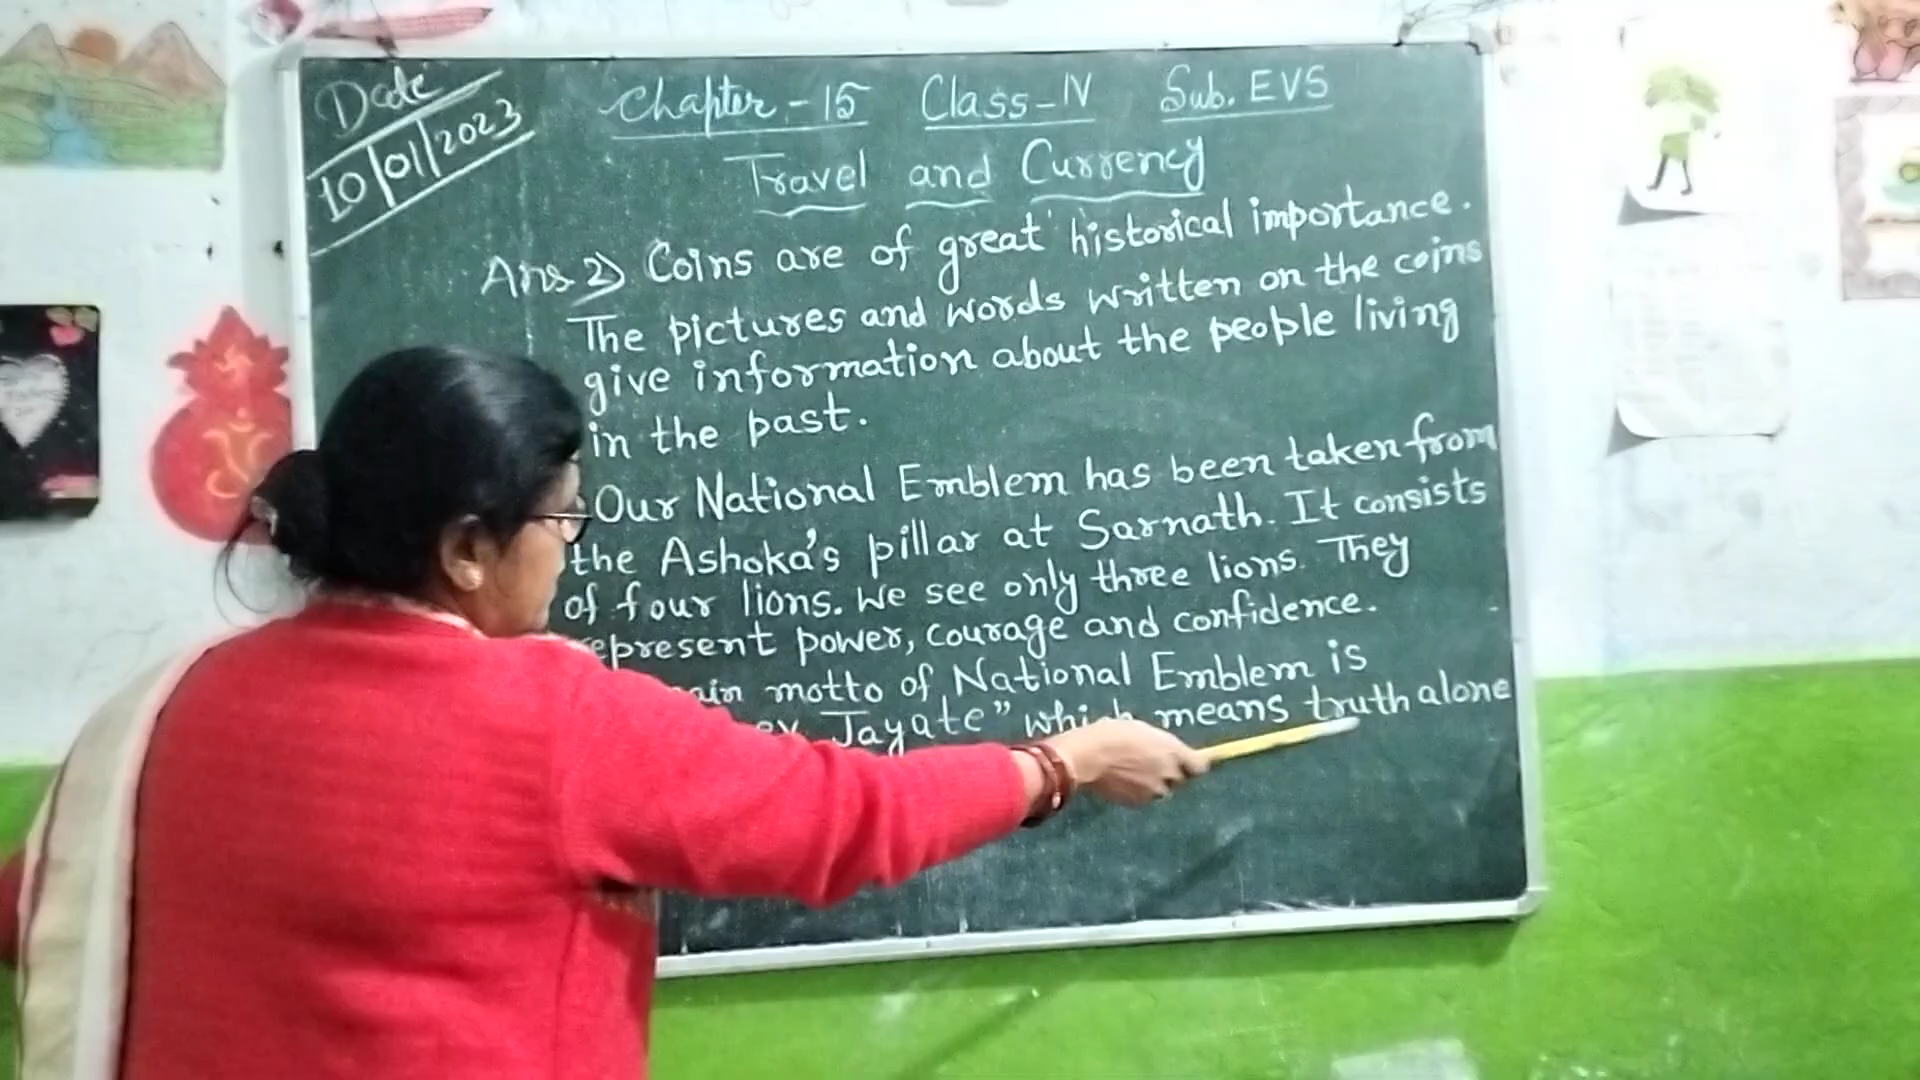 Date
10/01/2023
Chapter - 15 Class - IV Sub. EVS
Travel and Currency
Ans 2) Coins are of great historical importance.
The pictures and words written on the coins
give information about the people living
in the past.
Our National Emblem has been taken from
the Ashoka's pillar at Sarnath. It consists
of four lions. We see only three lions. They
represent power, courage and confidence.
motto of National Emblem is
Jayate" which means truth alone